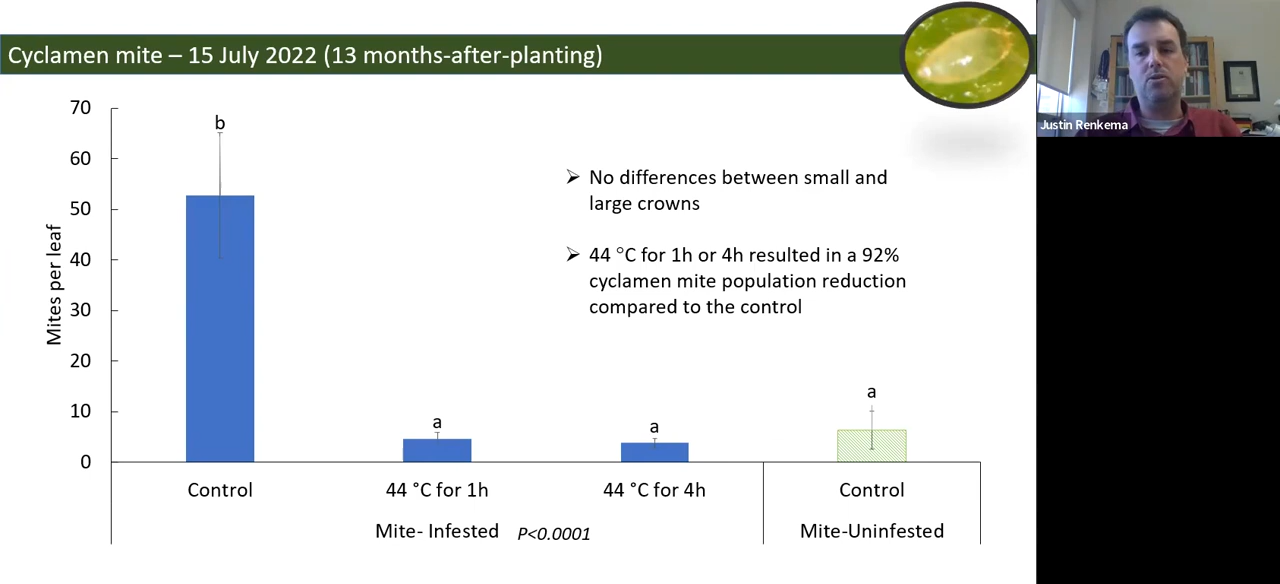 Cyclamen mite – 15 July 2022 (13 months-after-planting)
Justin Renkema
70
60
50
40
30
20
10
0
Mites per leaf
b
a
a
a
➢ No differences between small and
large crowns
➢ 44 °C for 1h or 4h resulted in a 92%
cyclamen mite population reduction
compared to the control
Control
44 °C for 1h
44 °C for 4h
Control
Mite- Infested
P<0.0001
Mite-Uninfested